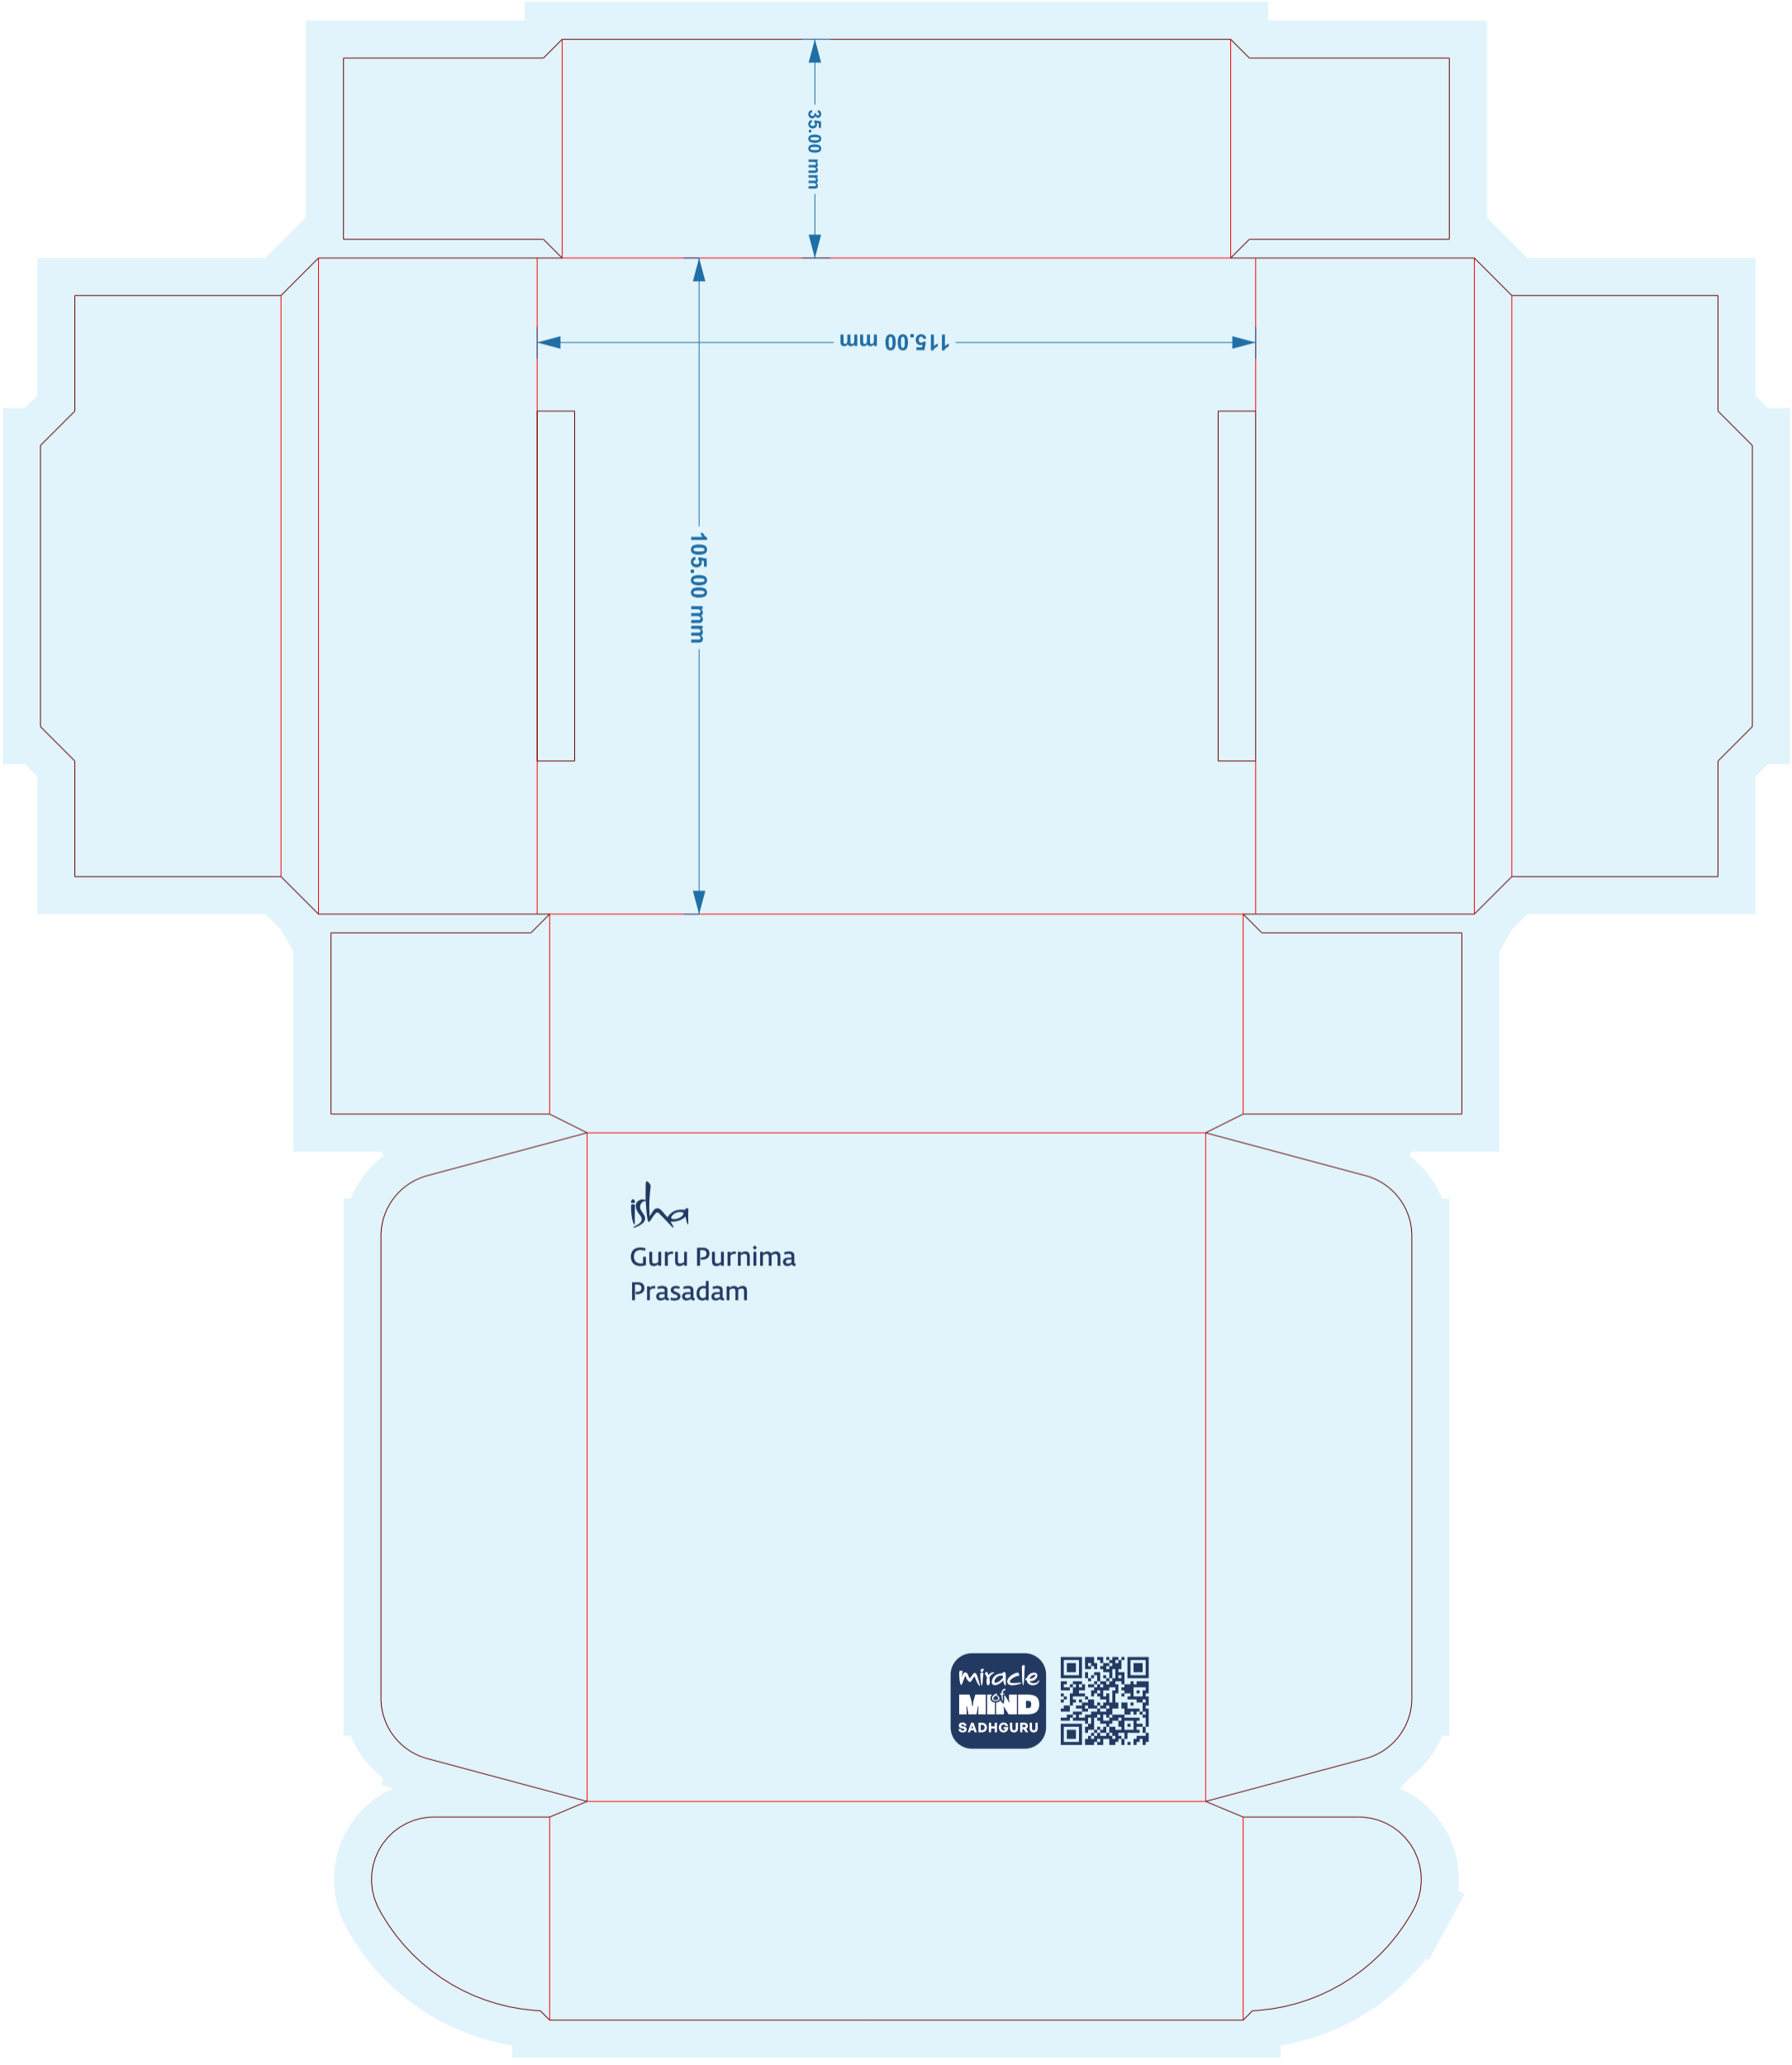 35.00 mm
115.00 mm
105.00 mm
isha
Guru Purnima
Prasadam
miracle
of
MIND
SADHGURU